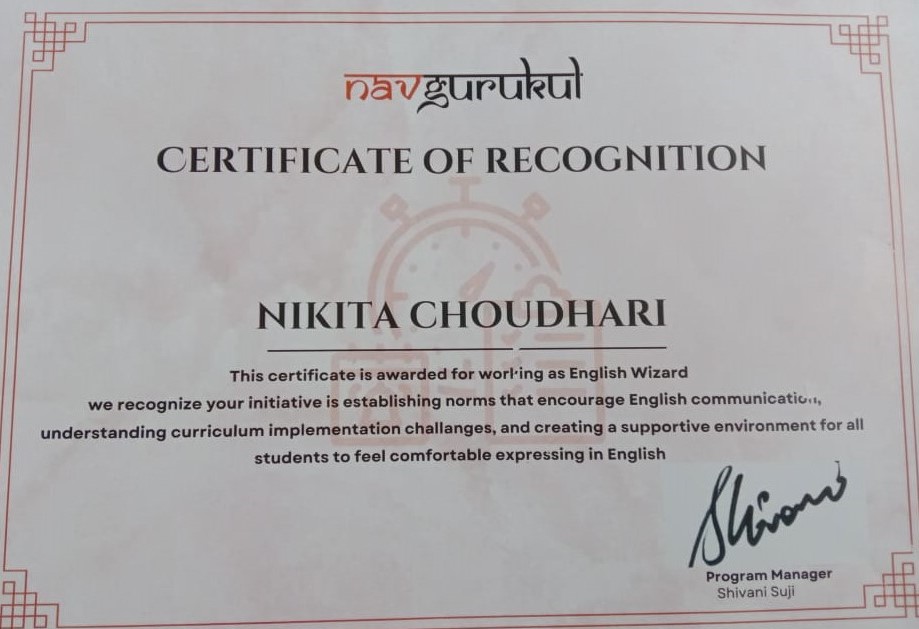 navgurukul
CERTIFICATE OF RECOGNITION
NIKITA CHOUDHARI
This certificate is awarded for working as English Wizard
we recognize your initiative is establishing norms that encourage English communication,
understanding curriculum implementation challanges, and creating a supportive environment for all
students to feel comfortable expressing in English
Shivani
Program Manager
Shivani Suji